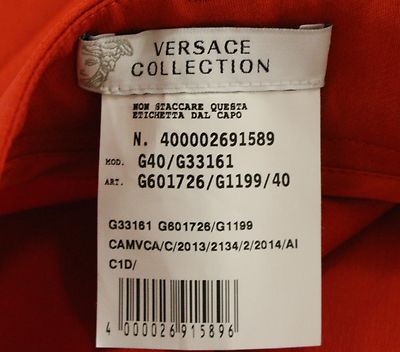 VERSACE
COLLECTION
NON STACCARE QUESTA
ETICHETTA DAL CAPO
N. 400002691589
MOD. G40/G33161
ART. G601726/G1199/40
G33161 G601726/G1199
CAMVCA/C/2013/2134/2/2014/AI
C1D/
4 000026 915896